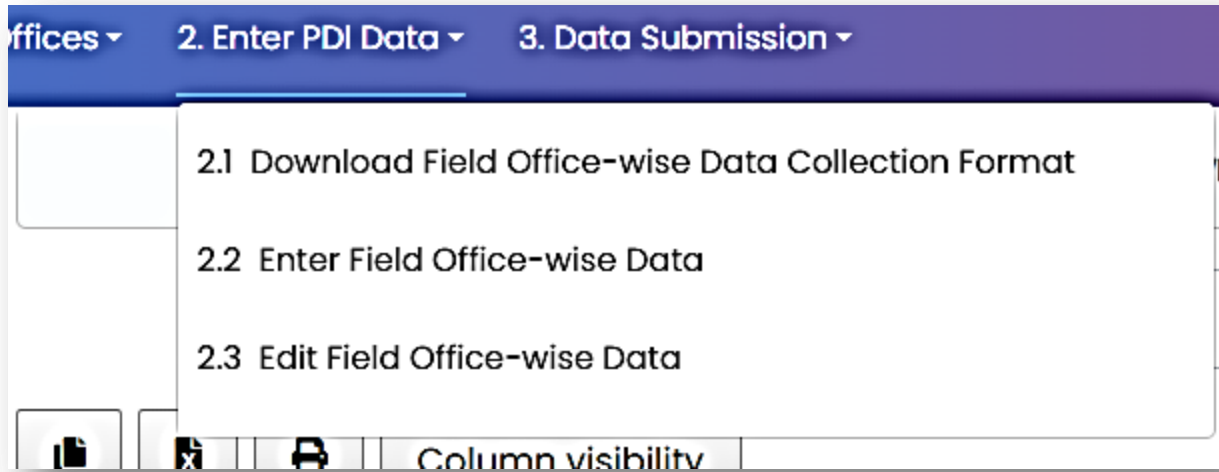 ffices 2. Enter PDI Data 3. Data Submission
2.1 Download Field Office-wise Data Collection Format
2.2 Enter Field Office-wise Data
2.3 Edit Field Office-wise Data
Column visibility